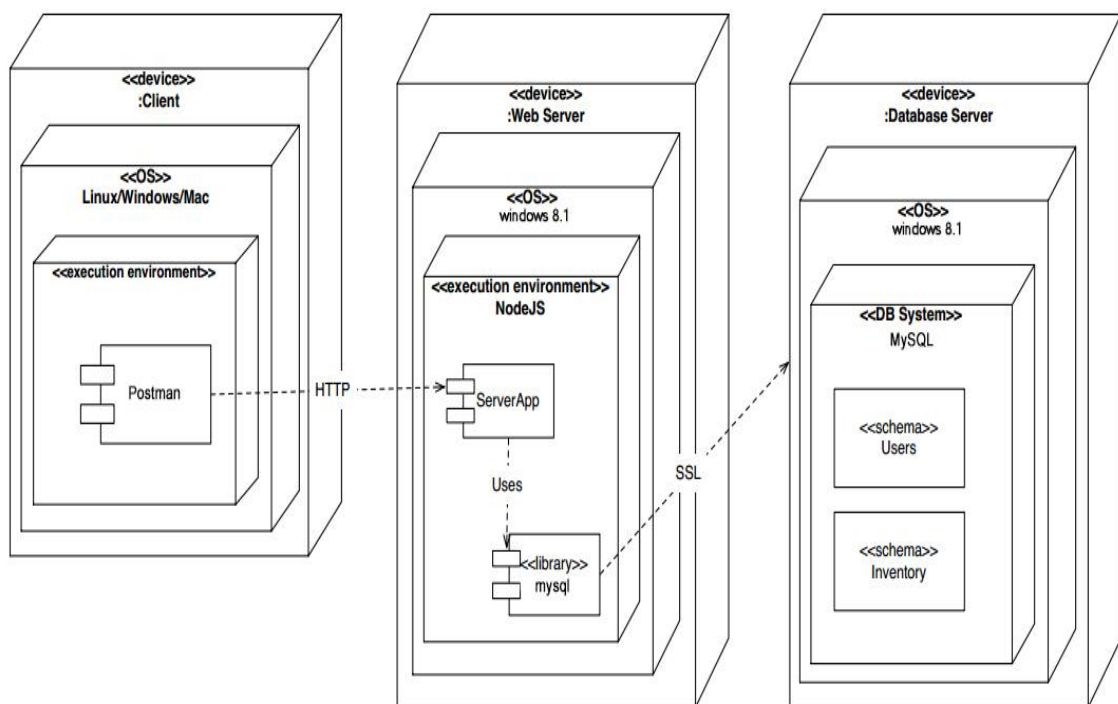 <<device>>
:Client
<<OS>>
Linux/Windows/Mac
<<execution environment>>
Postman
HTTP
<<device>>
:Web Server
<<OS>>
windows 8.1
<<execution environment>>
NodeJS
ServerApp
Uses
<<library>>
mysql
SSL
<<device>>
:Database Server
<<OS>>
windows 8.1
<<DB System>>
MySQL
<<schema>>
Users
<<schema>>
Inventory